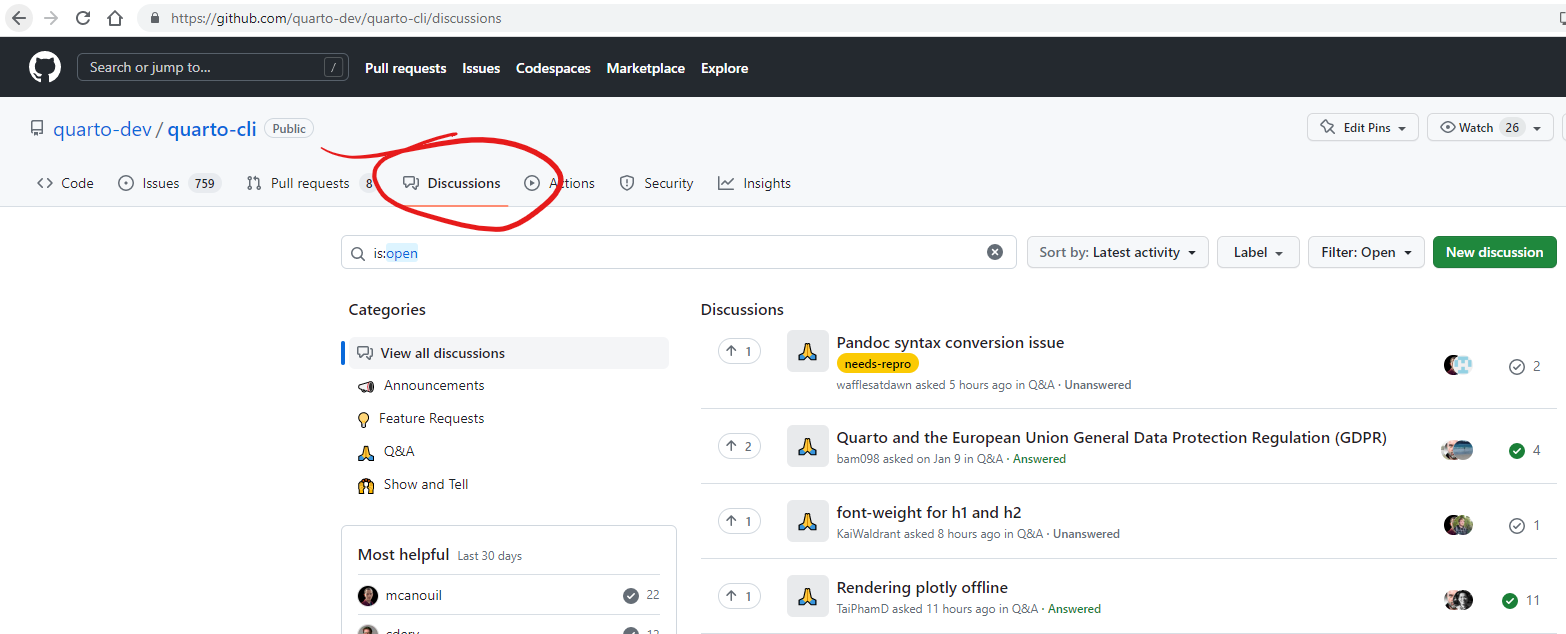 https://github.com/quarto-dev/quarto-cli/discussions
Search or jump to... / Pull requests Issues Codespaces Marketplace Explore
quarto-dev / quarto-cli Public Edit Pins Watch 26
Code Issues 759 Pull requests 8 Discussions Actions Security Insights
is:open Sort by: Latest activity Label Filter: Open New discussion
Categories
View all discussions
Announcements
Feature Requests
Q&A
Show and Tell
Most helpful Last 30 days
mcanouil 22
cderv 12
Discussions
1 Pandoc syntax conversion issue
needs-repro
wafflesatdawn asked 5 hours ago in Q&A · Unanswered 2
2 Quarto and the European Union General Data Protection Regulation (GDPR)
bam098 asked on Jan 9 in Q&A · Answered 4
1 font-weight for h1 and h2
KaiWaldrant asked 8 hours ago in Q&A · Unanswered 1
1 Rendering plotly offline
TaiPhamD asked 11 hours ago in Q&A · Answered 11